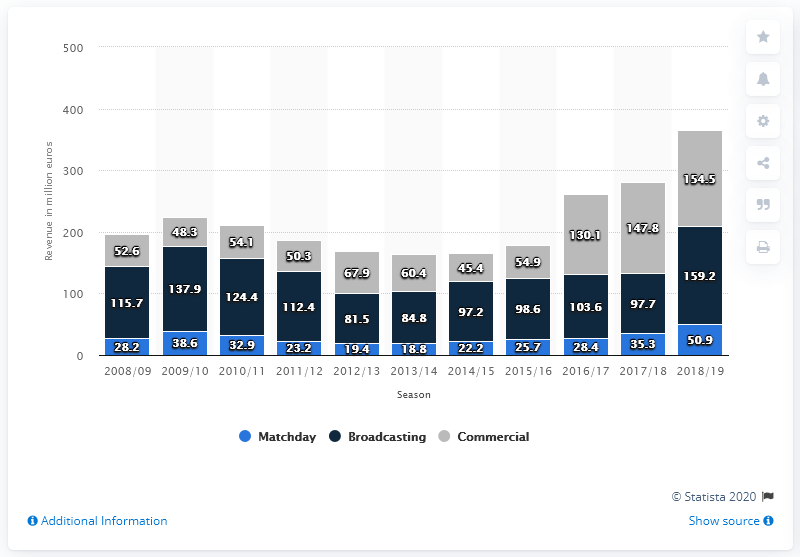 500
400
300
200
100
0
Revenue in million euros
52.6 48.3 54.1 50.3 67.9 60.4 45.4 54.9 130.1 147.8 154.5
115.7 137.9 124.4 112.4 81.5 84.8 97.2 98.6 103.6 97.7 159.2
28.2 38.6 32.9 23.2 19.4 18.8 22.2 25.7 28.4 35.3 50.9
2008/09 2009/10 2010/11 2011/12 2012/13 2013/14 2014/15 2015/16 2016/17 2017/18 2018/19
Season
Matchday Broadcasting Commercial
© Statista 2020
Additional Information
Show source